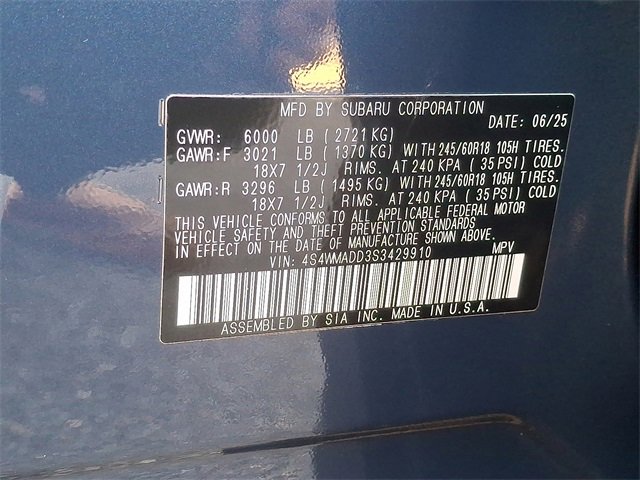 MFD BY SUBARU CORPORATION
DATE: 06/25
GVWR: 6000 LB ( 2721 KG)
GAWR:F 3021 LB ( 1370 KG) WITH 245/60R18 105H TIRES.
18X7 1/2J RIMS. AT 240 KPA ( 35 PSI) COLD
GAWR:R 3296 LB ( 1495 KG) WITH 245/60R18 105H TIRES.
18X7 1/2J RIMS. AT 240 KPA ( 35 PSI) COLD
THIS VEHICLE CONFORMS TO ALL APPLICABLE FEDERAL MOTOR
VEHICLE SAFETY AND THEFT PREVENTION STANDARDS
IN EFFECT ON THE DATE OF MANUFACTURE SHOWN ABOVE.
VIN: 4S4WMADD3S3429910 MPV
ASSEMBLED BY SIA INC. MADE IN U.S.A.